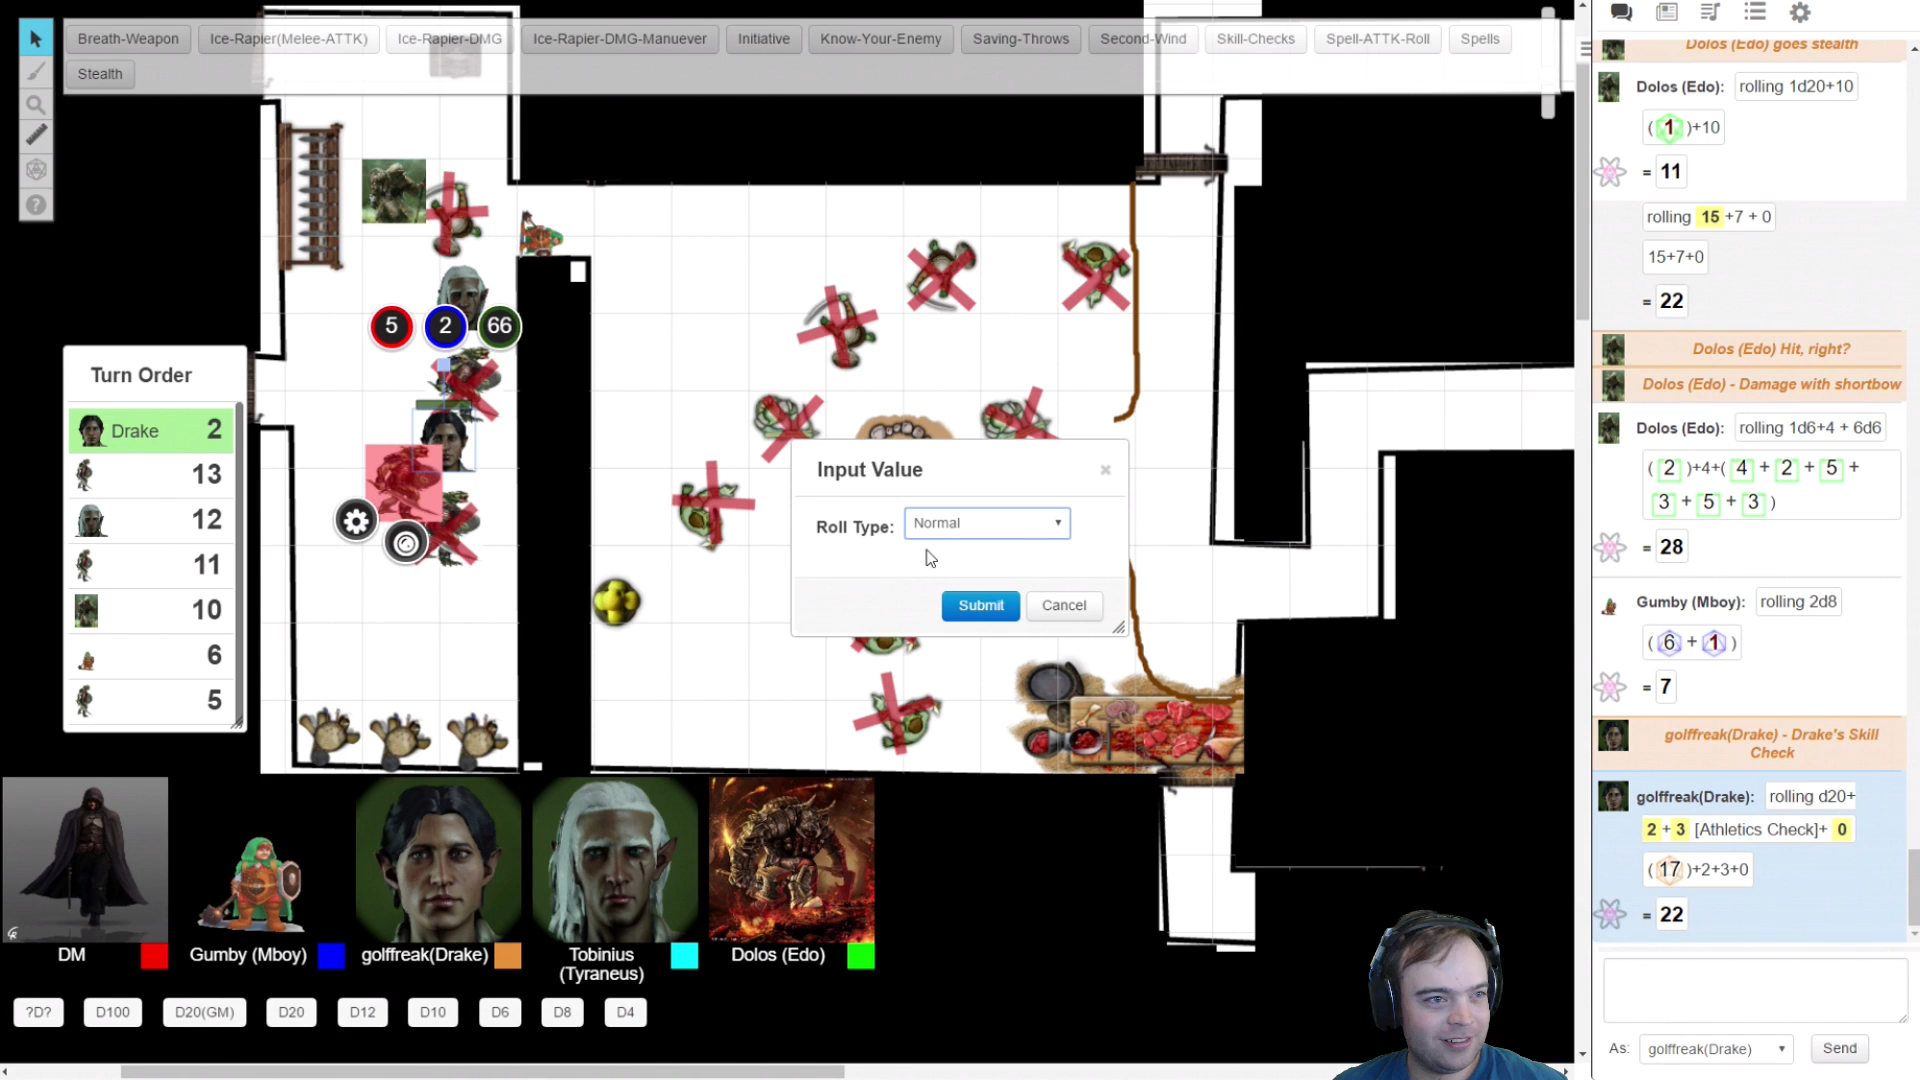 Breath-Weapon
Ice-Rapier(Melee-ATTK)
Ice-Rapier-DMG
Ice-Rapier-DMG-Manuever
Initiative
Know-Your-Enemy
Saving-Throws
Second-Wind
Skill-Checks
Spell-ATTK-Roll
Spells
Stealth
5
2
66
Turn Order
Drake 2
13
12
11
10
6
5
Input Value
×
Roll Type: Normal
Submit
Cancel
DM
Gumby (Mboy)
golffreak(Drake)
Tobinius
(Tyraneus)
Dolos (Edo)
?D?
D100
D20(GM)
D20
D12
D10
D6
D8
D4
Dolos (Edo) goes stealth
Dolos (Edo): rolling 1d20+10
(1)+10
= 11
rolling 15 +7 + 0
15+7+0
= 22
Dolos (Edo) Hit, right?
Dolos (Edo) - Damage with shortbow
Dolos (Edo): rolling 1d6+4 + 6d6
(2)+4+(4 + 2 + 5 +
3 + 5 + 3)
= 28
Gumby (Mboy): rolling 2d8
(6 + 1)
= 7
golffreak(Drake) - Drake's Skill
Check
golffreak(Drake): rolling d20+
2 + 3 [Athletics Check]+ 0
(17)+2+3+0
= 22
As: golffreak(Drake)
Send